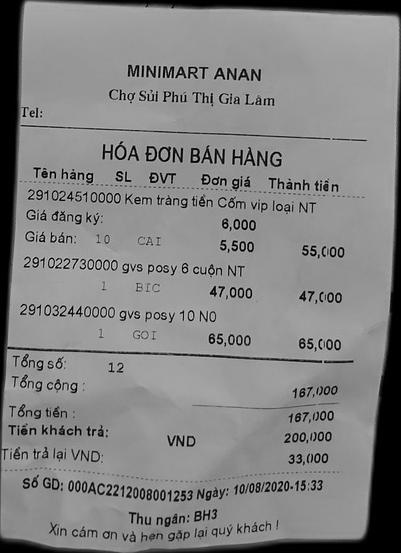 MINIMART ANAN
Chợ Sủi Phú Thị Gia Lâm
Tel:
HÓA ĐƠN BÁN HÀNG
Tên hàng SL ĐVT Đơn giá Thành tiền
291024510000 Kem tràng tiền Cốm vip loại NT
Giá đăng ký: 6,000
Giá bán: 10 CAI 5,500 55,000
291022730000 gvs posy 6 cuộn NT
1 BIC 47,000 47,000
291032440000 gvs posy 10 N0
1 GOI 65,000 65,000
Tổng số: 12
Tổng cộng : 167,000
Tổng tiền : 167,000
Tiền khách trả: VND 200,000
Tiền trả lại VND: 33,000
Số GD: 000AC2212008001253 Ngày: 10/08/2020-15:33
Thu ngân: BH3
Xin cám ơn và hẹn gặp lại quý khách !